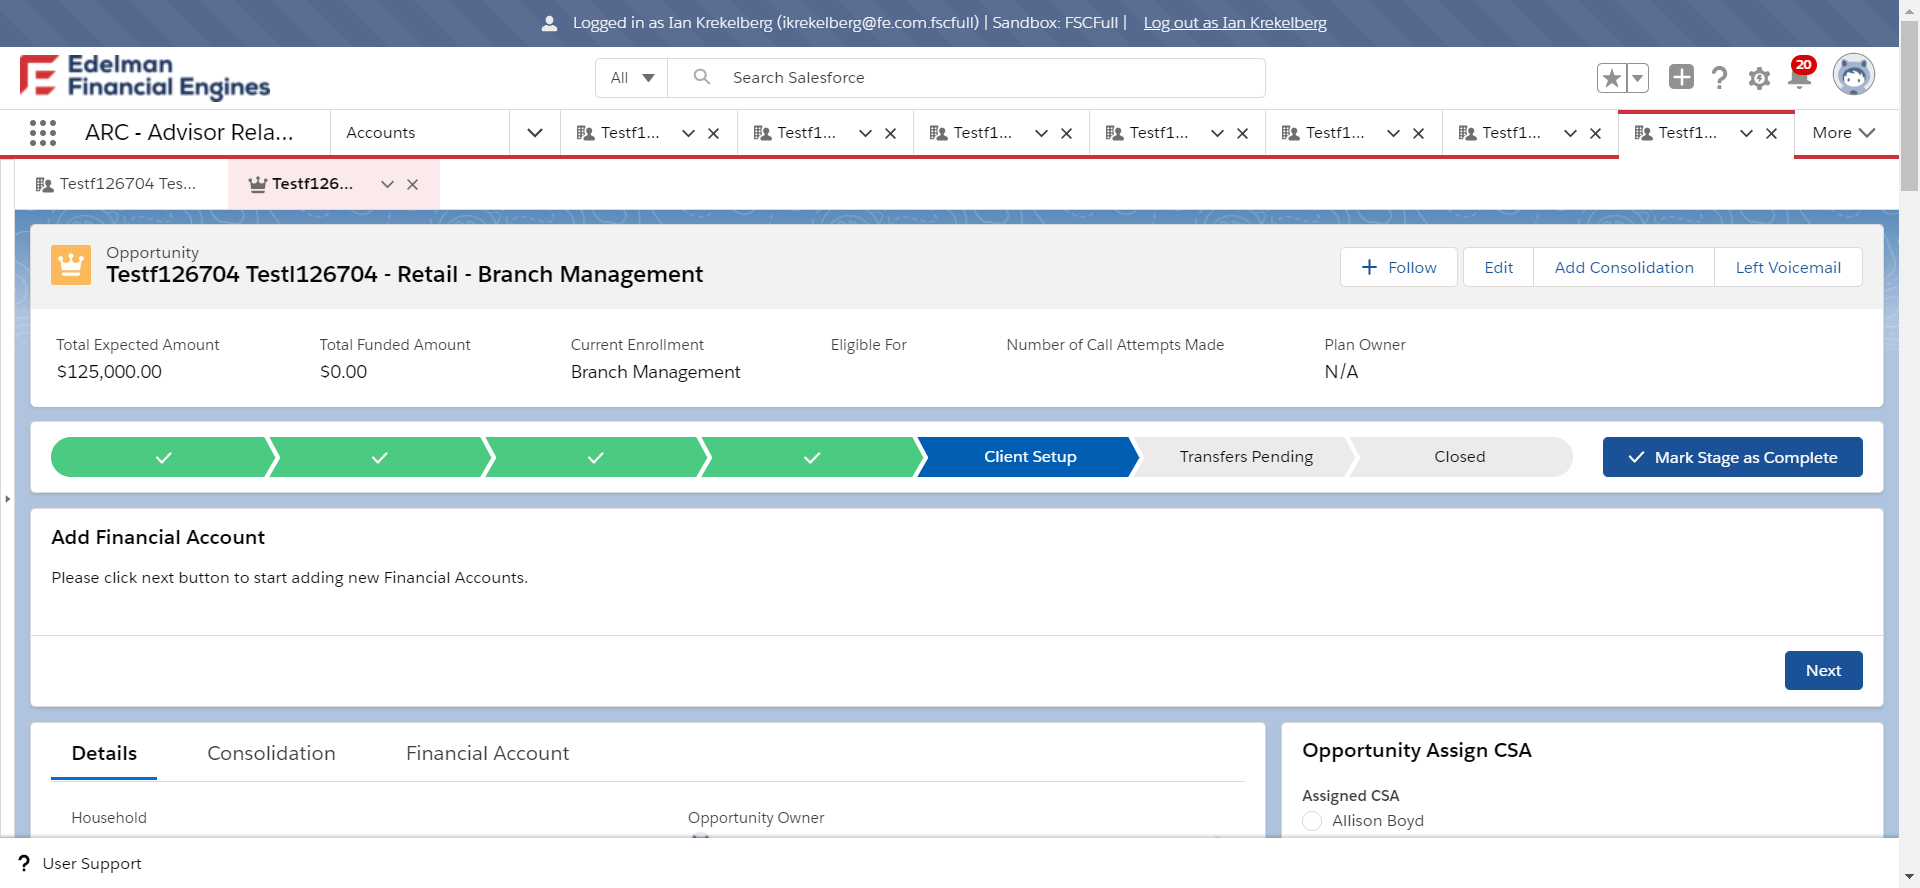 Logged in as Ian Krekelberg (ikrekelberg@fe.com.fscfull) | Sandbox: FSCFull | Log out as Ian Krekelberg
Edelman
Financial Engines
All
Search Salesforce
20
ARC - Advisor Rela...
Accounts
Testf1...
Testf1...
Testf1...
Testf1...
Testf1...
Testf1...
Testf1...
More
Testf126704 Tes...
Testf126...
Opportunity
Testf126704 Testl126704 - Retail - Branch Management
Follow
Edit
Add Consolidation
Left Voicemail
Total Expected Amount
$125,000.00
Total Funded Amount
$0.00
Current Enrollment
Branch Management
Eligible For
Number of Call Attempts Made
Plan Owner
N/A
Client Setup
Transfers Pending
Closed
Mark Stage as Complete
Add Financial Account
Please click next button to start adding new Financial Accounts.
Next
Details
Consolidation
Financial Account
Household
Opportunity Owner
Opportunity Assign CSA
Assigned CSA
Allison Boyd
? User Support